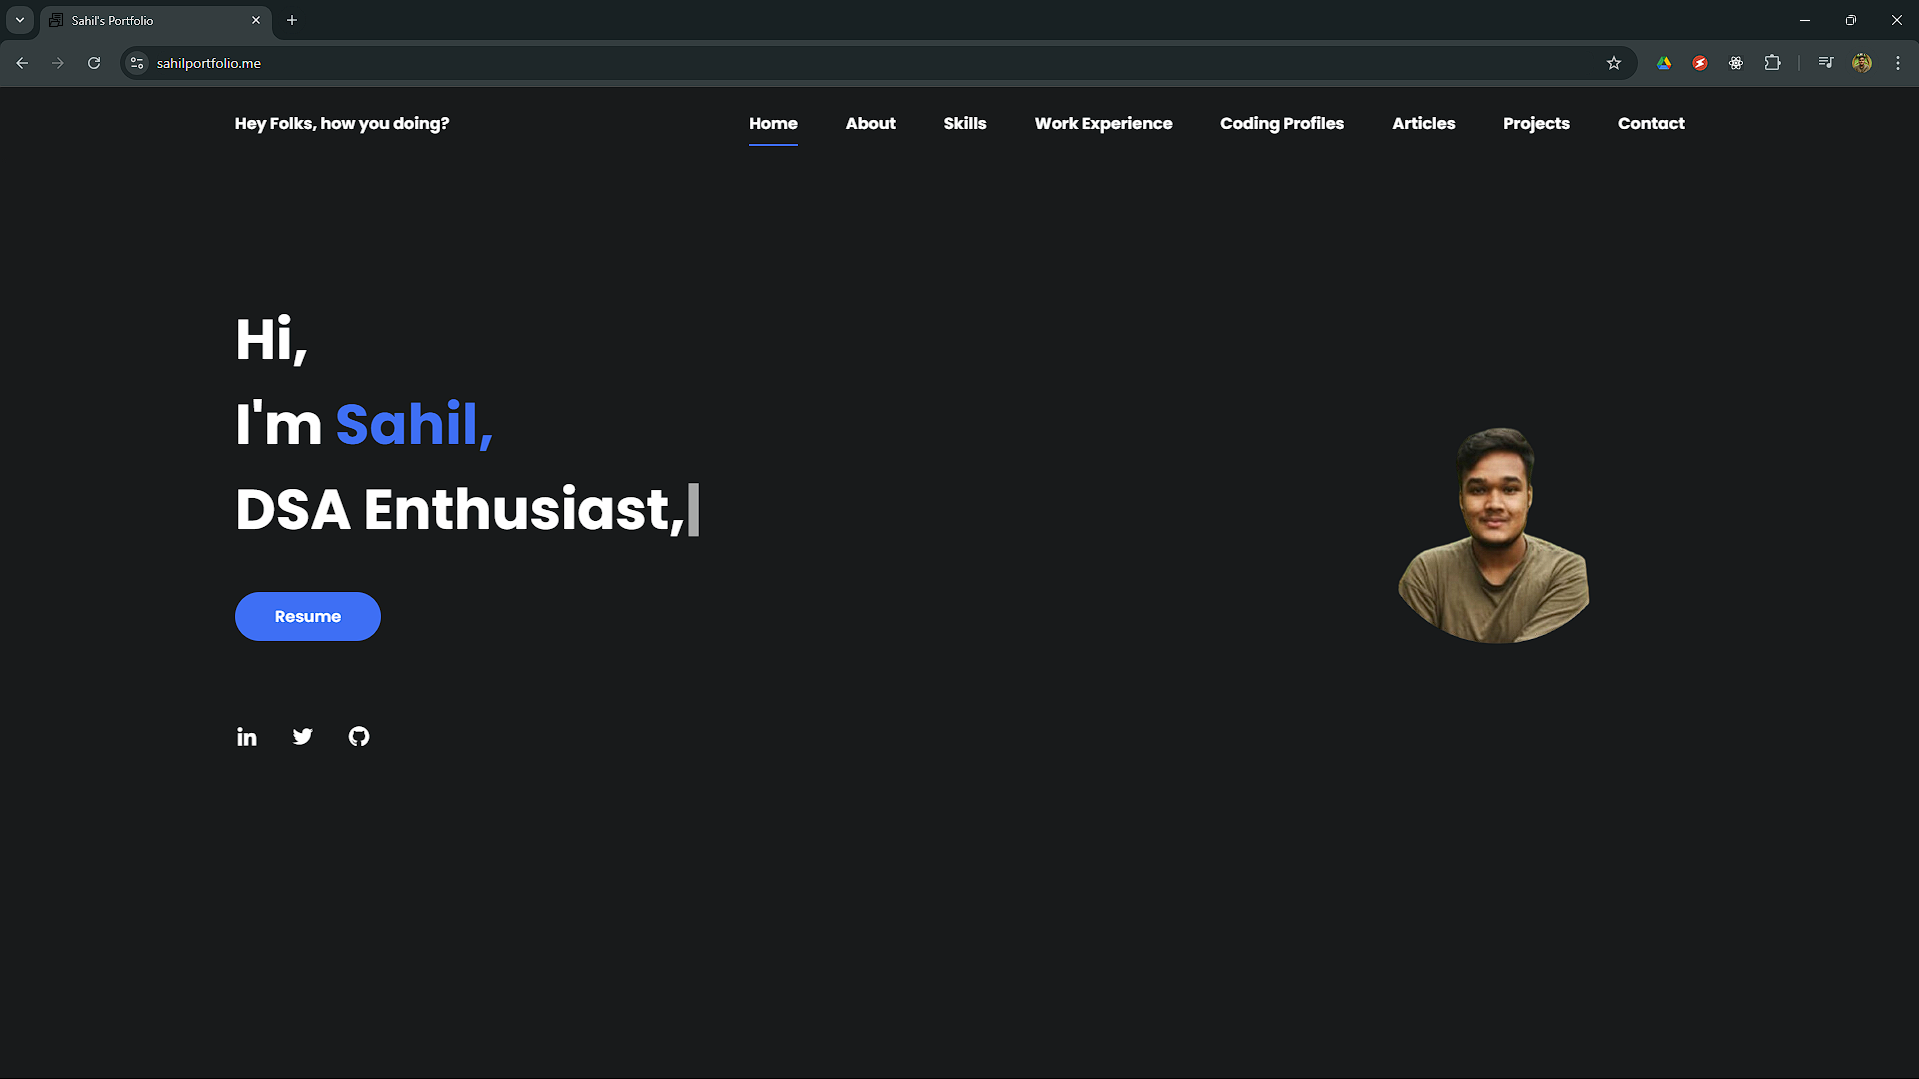 Sahil's Portfolio
sahilportfolio.me
Hey Folks, how you doing? Home About Skills Work Experience Coding Profiles Articles Projects Contact
Hi,
I'm Sahil,
DSA Enthusiast,
Resume
in